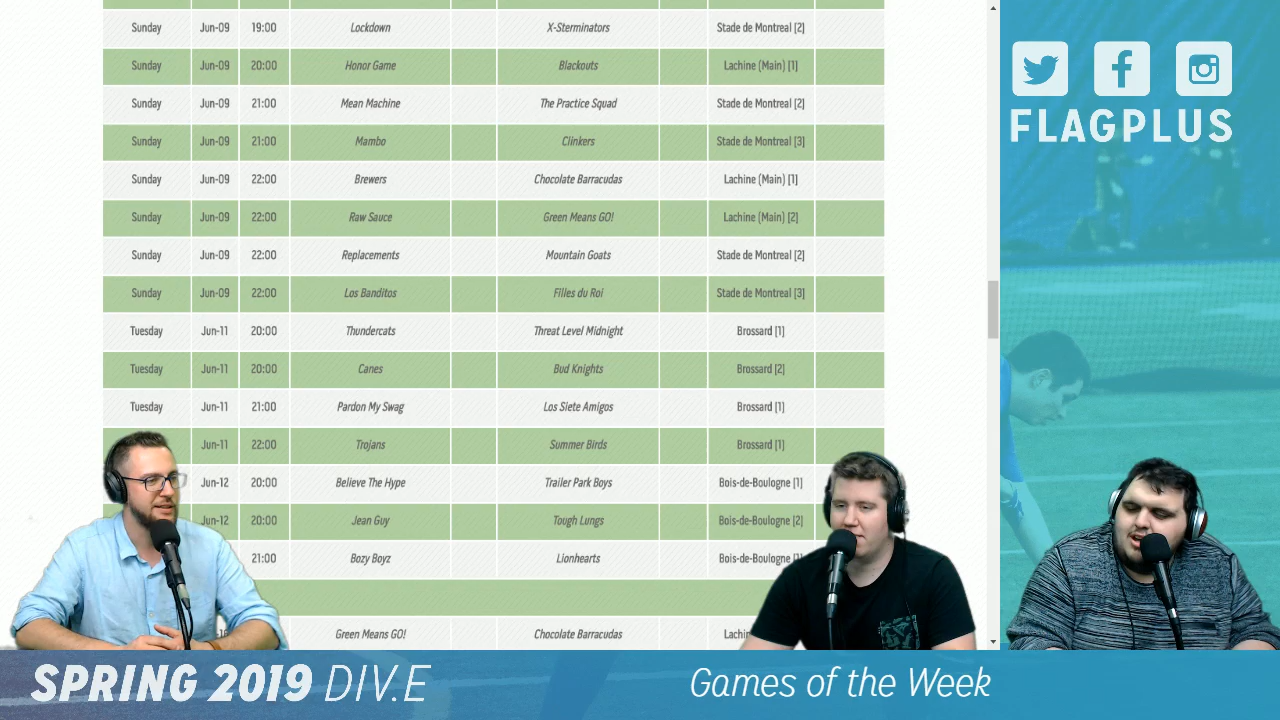 Sunday Jun-09 19:00 Lockdown X-Sterminators Stade de Montreal [2]
Sunday Jun-09 20:00 Honor Game Blackouts Lachine (Main) [1]
Sunday Jun-09 21:00 Mean Machine The Practice Squad Stade de Montreal [2]
Sunday Jun-09 21:00 Mambo Clinkers Stade de Montreal [3]
Sunday Jun-09 22:00 Brewers Chocolate Barracudas Lachine (Main) [1]
Sunday Jun-09 22:00 Raw Sauce Green Means GO! Lachine (Main) [2]
Sunday Jun-09 22:00 Replacements Mountain Goats Stade de Montreal [2]
Sunday Jun-09 22:00 Los Banditos Filles du Roi Stade de Montreal [3]
Tuesday Jun-11 20:00 Thundercats Threat Level Midnight Brossard [1]
Tuesday Jun-11 20:00 Canes Bud Knights Brossard [2]
Tuesday Jun-11 21:00 Pardon My Swag Los Siete Amigos Brossard [1]
Jun-11 22:00 Trojans Summer Birds Brossard [1]
Jun-12 20:00 Believe The Hype Trailer Park Boys Bois-de-Boulogne [1]
Jun-12 20:00 Jean Guy Tough Lungs Bois-de-Boulogne [2]
21:00 Bozy Boyz Lionhearts Bois-de-Boulogne
Green Means GO! Chocolate Barracudas
FLAGPLUS
SPRING 2019 DIV.E
Games of the Week